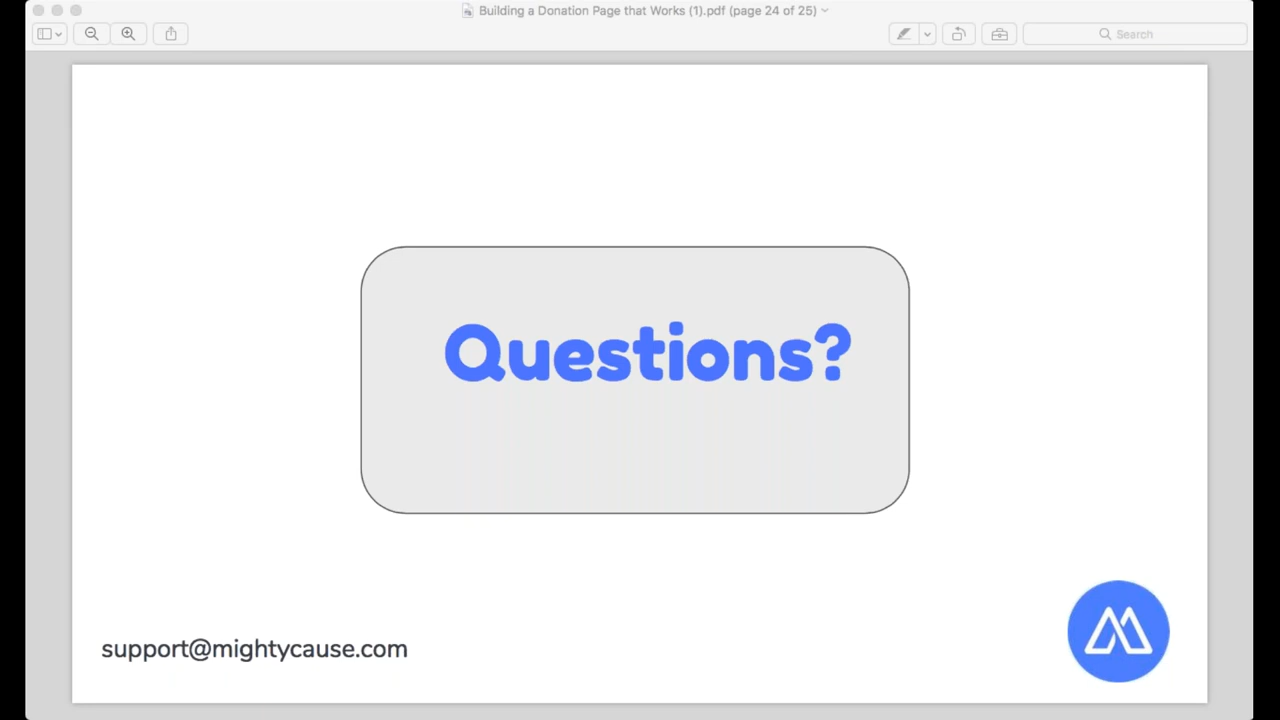 Building a Donation Page that Works (1).pdf (page 24 of 25)
Search
Questions?
support@mightycause.com